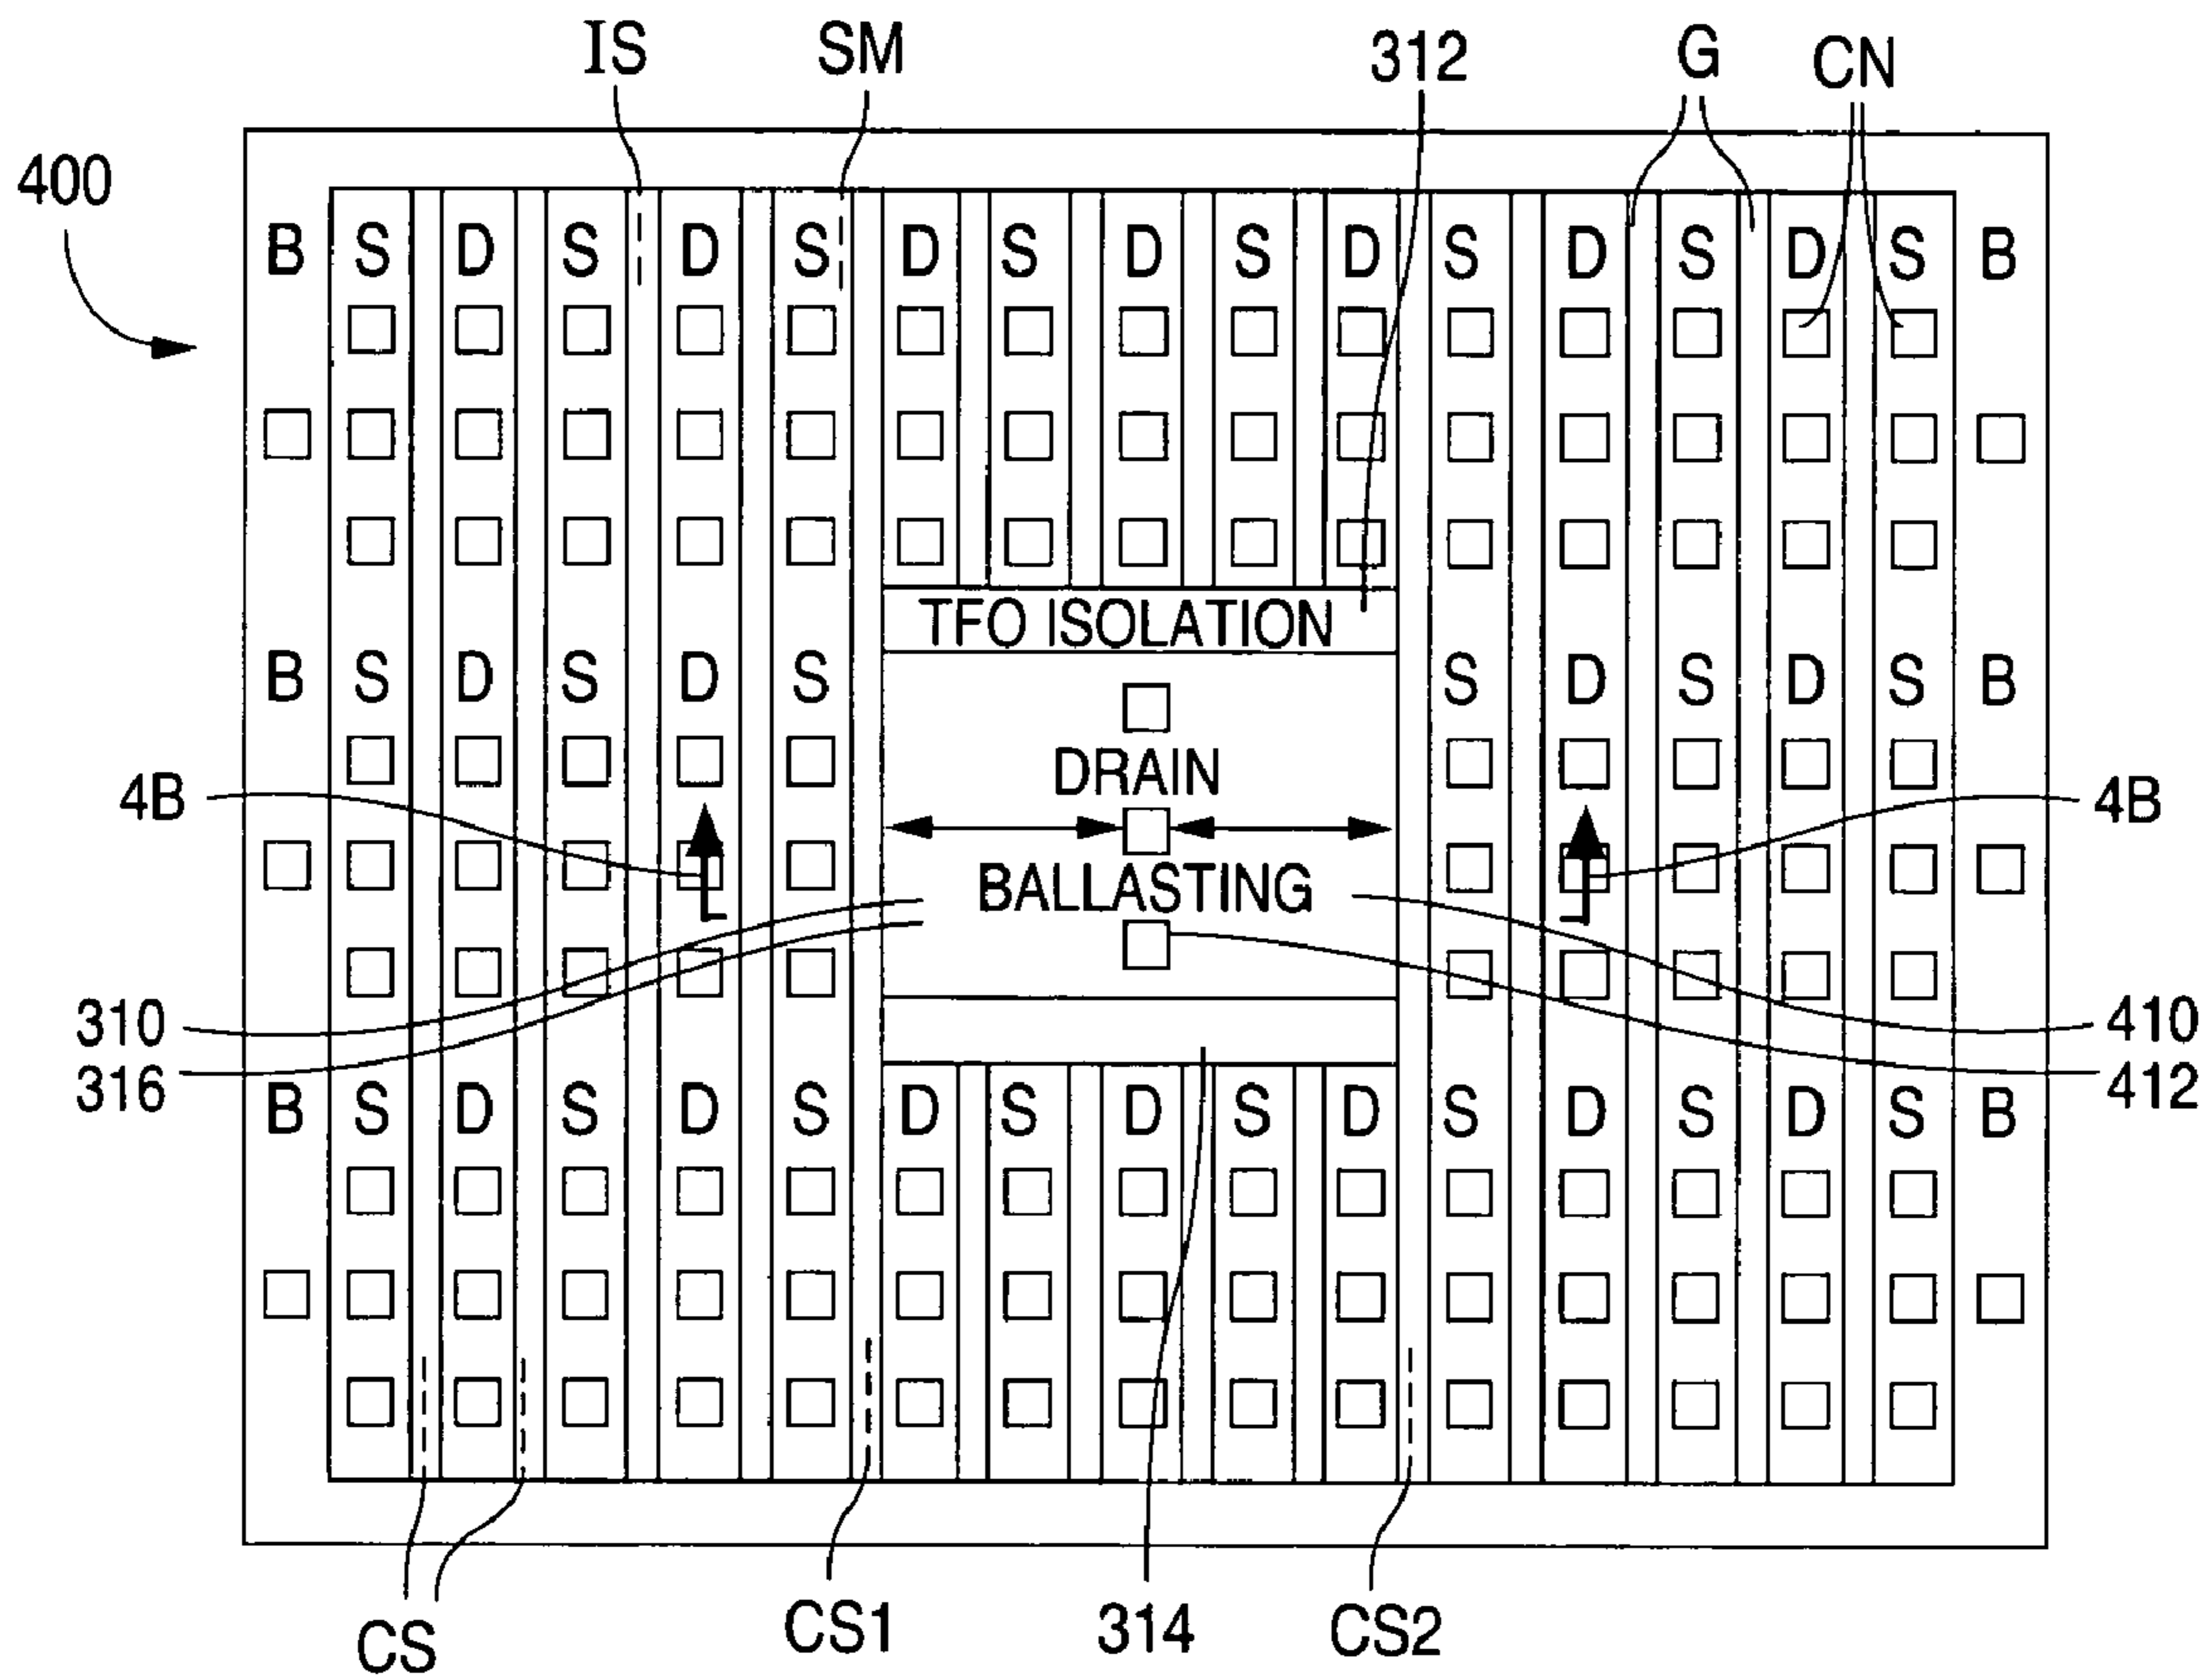 IS SM 312 G CN
400
B S D S D S D S D S D S D S D S B
TFO ISOLATION
B S D S D S S D S D S B
DRAIN
4B 4B
BALLASTING
310 410
316 412
B S D S D S D S D S D S D S D S B
CS CS1 314 CS2